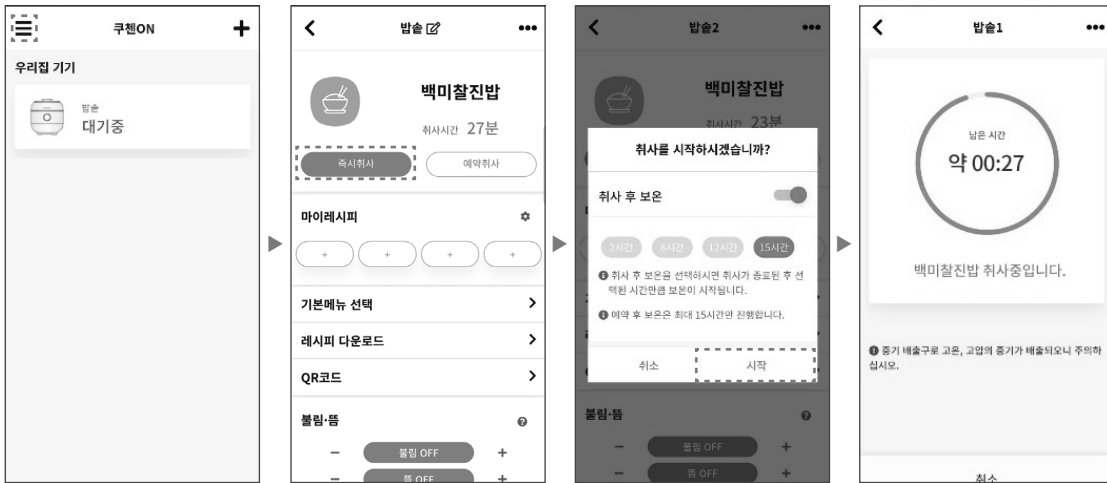 쿠첸ON
우리집 기기
밥솥
대기중
밥솥
백미찰진밥
취사시간 27분
즉시취사 예약취사
마이레시피
+ + + +
기본메뉴 선택
레시피 다운로드
QR코드
불림·뜸
− 불림 OFF +
− 뜸 OFF +
밥솥2
백미찰진밥
취사시간 23분
취사를 시작하시겠습니까?
취사 후 보온
2시간 6시간 12시간 15시간
취사 후 보온을 선택하시면 취사가 종료된 후 선
택된 시간만큼 보온이 시작됩니다.
예약 후 보온은 최대 15시간만 진행합니다.
취소 시작
불림·뜸
− 불림 OFF +
− 뜸 OFF +
밥솥1
남은 시간
약 00:27
백미찰진밥 취사중입니다.
증기 배출구로 고온, 고압의 증기가 배출되오니 주의하
십시오.
취소